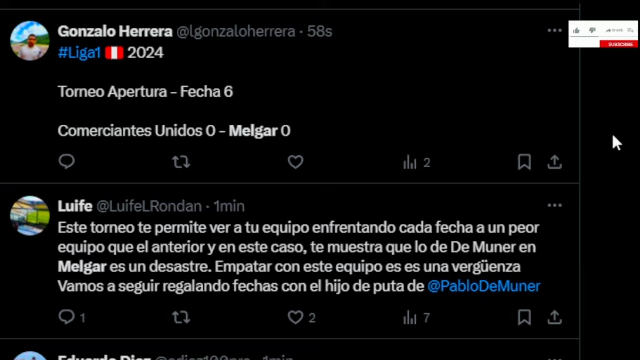 Gonzalo Herrera @lgonzaloherrera · 58s
#Liga1 2024
Torneo Apertura – Fecha 6
Comerciantes Unidos 0 – Melgar 0
2
SUBSCRIBE
Luife @LuifeLRondan · 1min
Este torneo te permite ver a tu equipo enfrentando cada fecha a un peor
equipo que el anterior y en este caso, te muestra que lo de De Muner en
Melgar es un desastre. Empatar con este equipo es es una vergüenza
Vamos a seguir regalando fechas con el hijo de puta de @PabloDeMuner
1 2 7